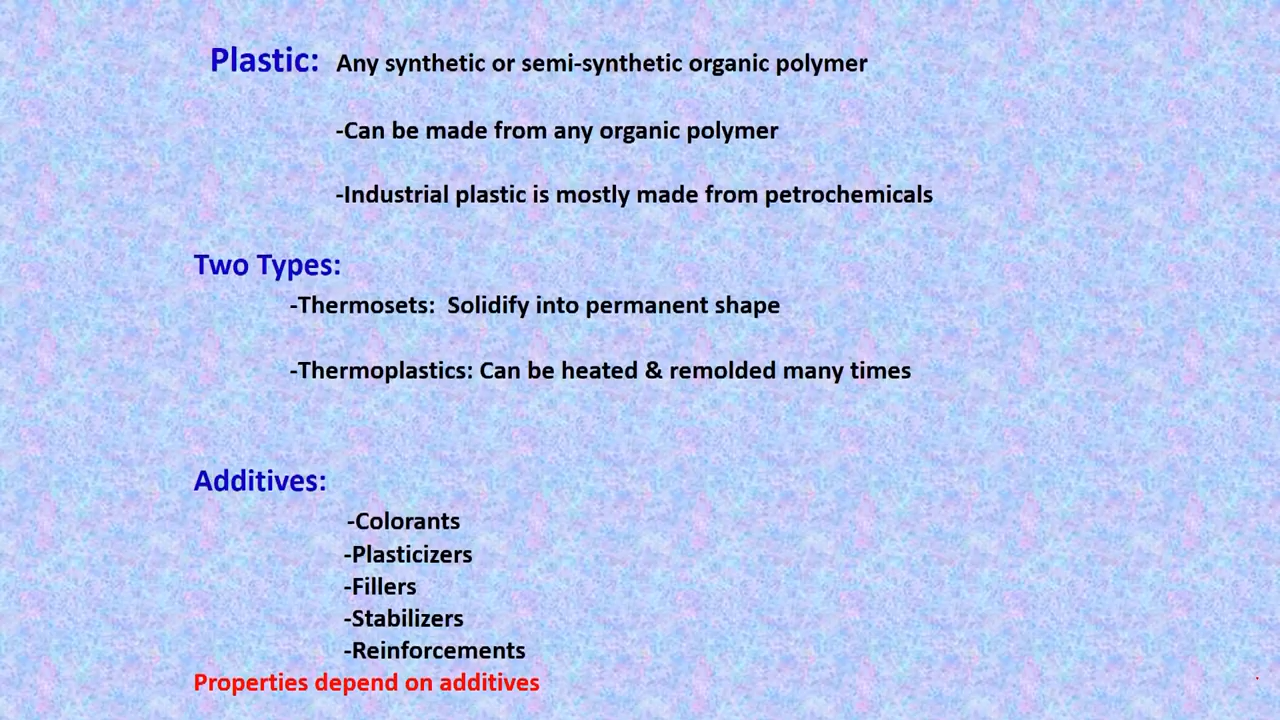 Plastic: Any synthetic or semi-synthetic organic polymer
-Can be made from any organic polymer
-Industrial plastic is mostly made from petrochemicals
Two Types:
-Thermosets: Solidify into permanent shape
-Thermoplastics: Can be heated & remolded many times
Additives:
-Colorants
-Plasticizers
-Fillers
-Stabilizers
-Reinforcements
Properties depend on additives